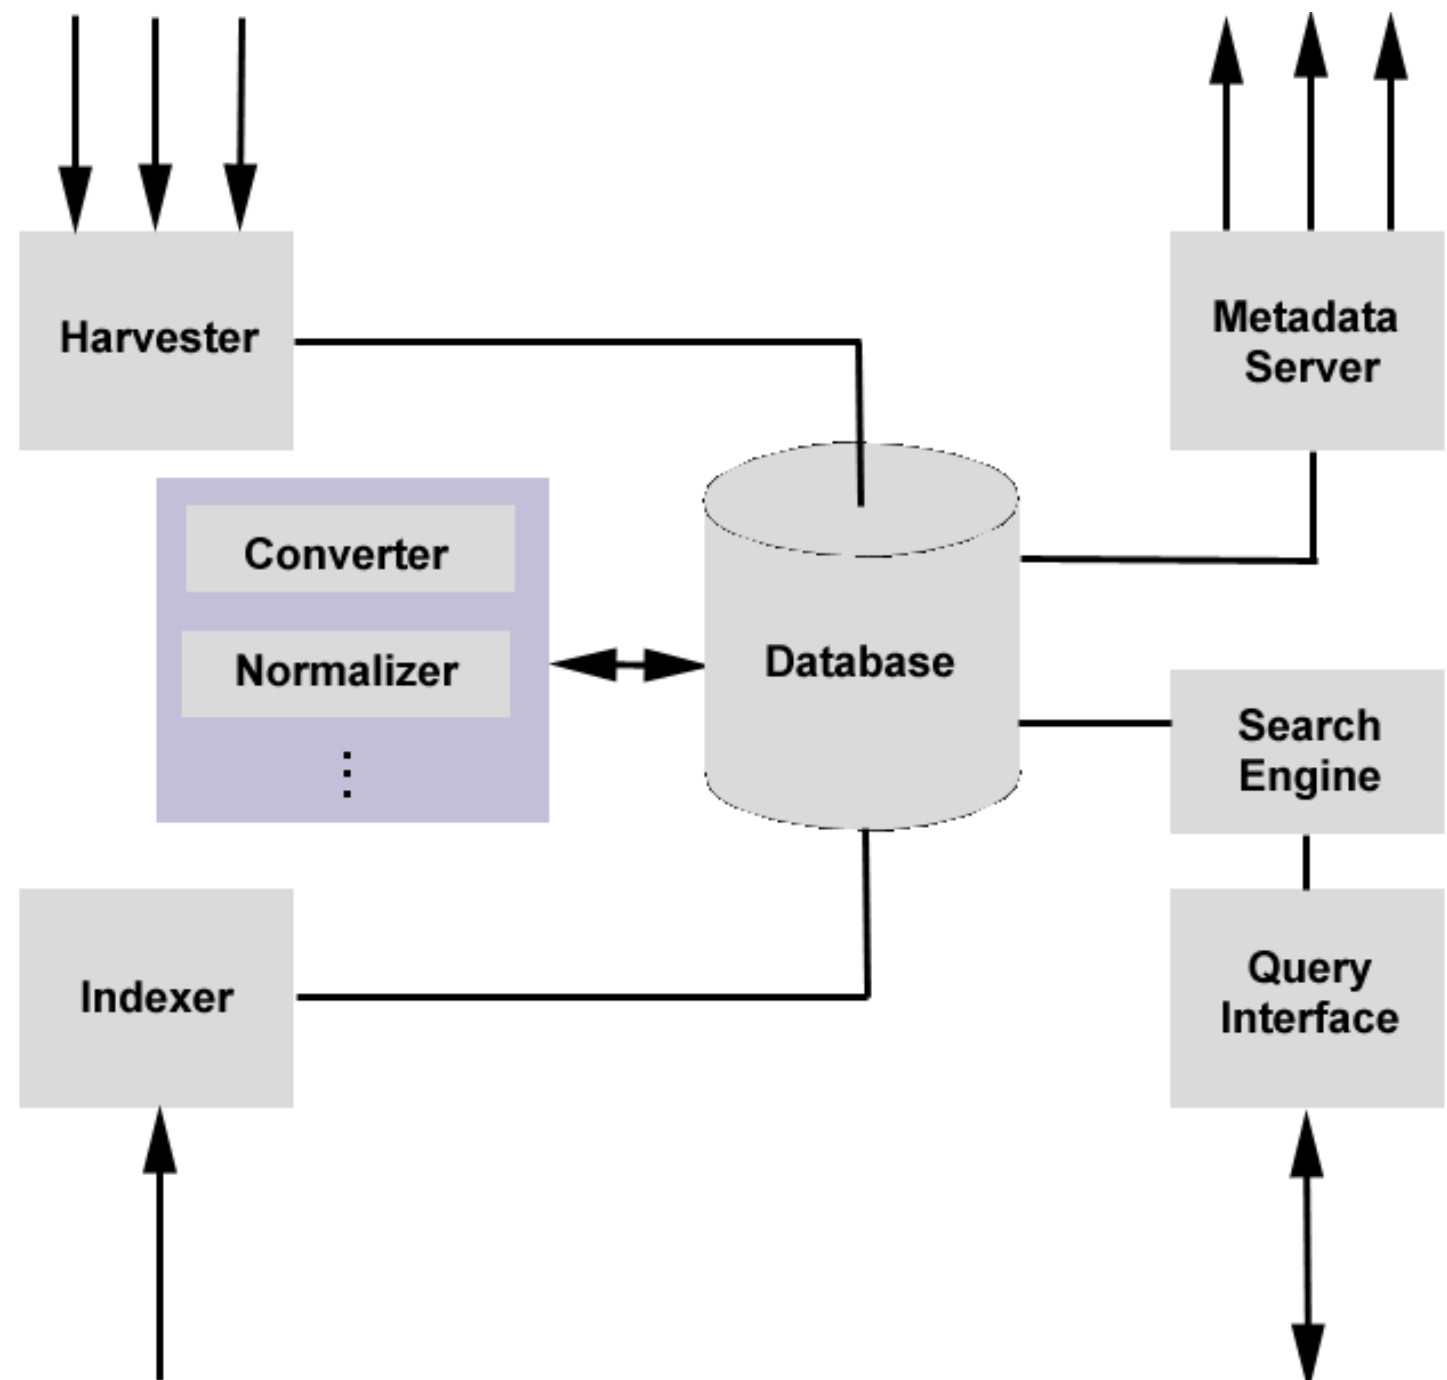 Harvester
Metadata
Server
Converter
Normalizer
Database
Search
Engine
Indexer
Query
Interface